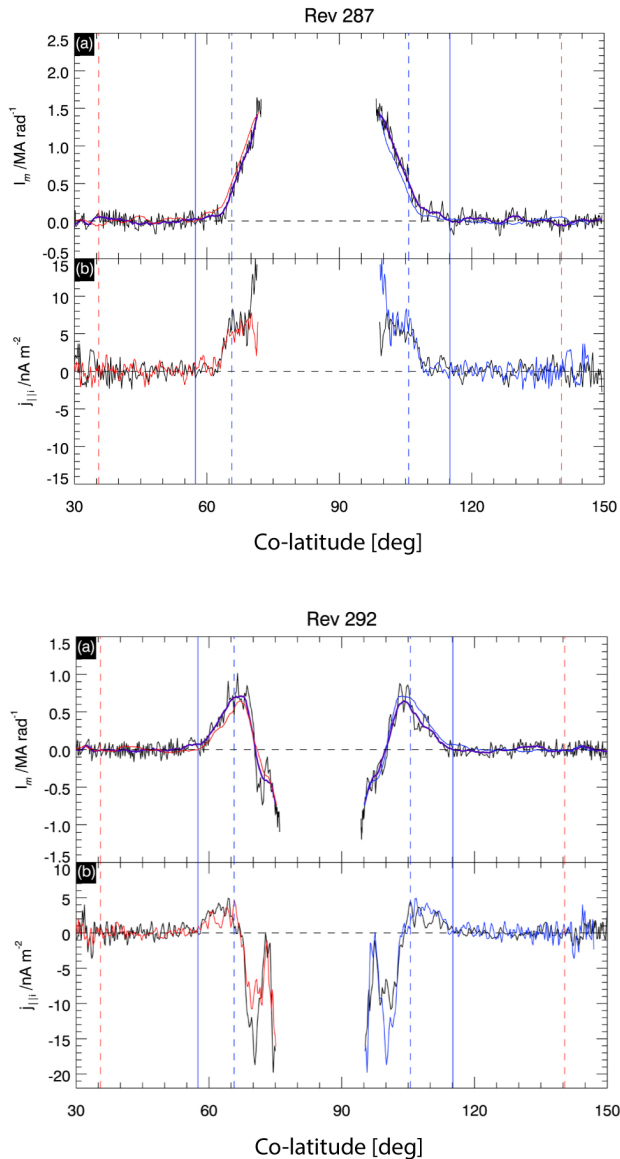 Rev 287
(a)
2.5
2.0
1.5
1.0
0.5
0.0
-0.5
I_m /MA rad⁻¹
(b)
10
5
0
-5
-10
-15
j_||i /nA m⁻²
30 60 90 120 150
Co-latitude [deg]
Rev 292
(a)
1.5
1.0
0.5
0.0
-0.5
-1.0
-1.5
I_m /MA rad⁻¹
(b)
10
5
0
-5
-10
-15
-20
j_||i /nA m⁻²
30 60 90 120 150
Co-latitude [deg]